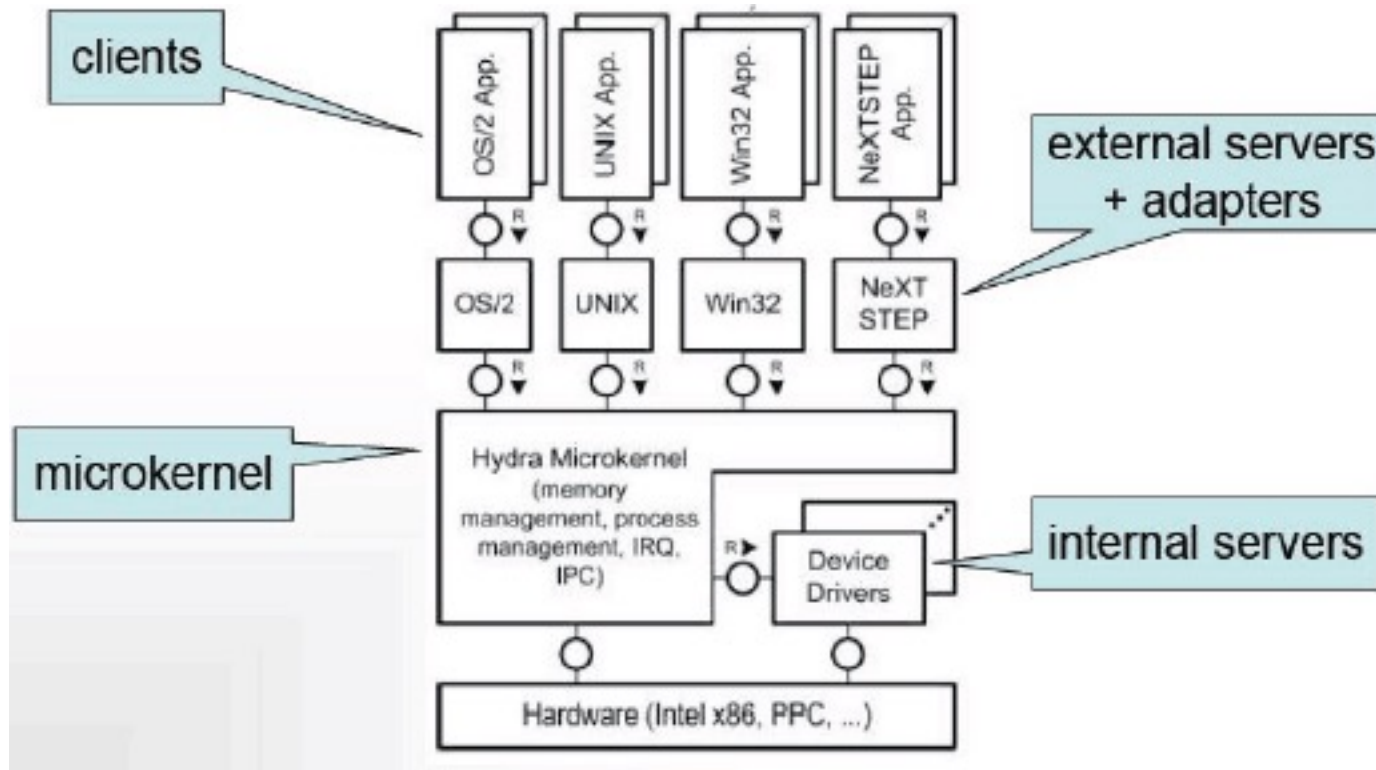 clients
OS/2 App.
UNIX App.
Win32 App.
NeXTSTEP
App.
external servers
+ adapters
R
R
R
R
OS/2
UNIX
Win32
NeXT
STEP
R
R
R
R
microkernel
Hydra Microkernel
(memory
management, process
management, IRQ,
IPC)
R
Device
Drivers
internal servers
Hardware (Intel x86, PPC, ...)